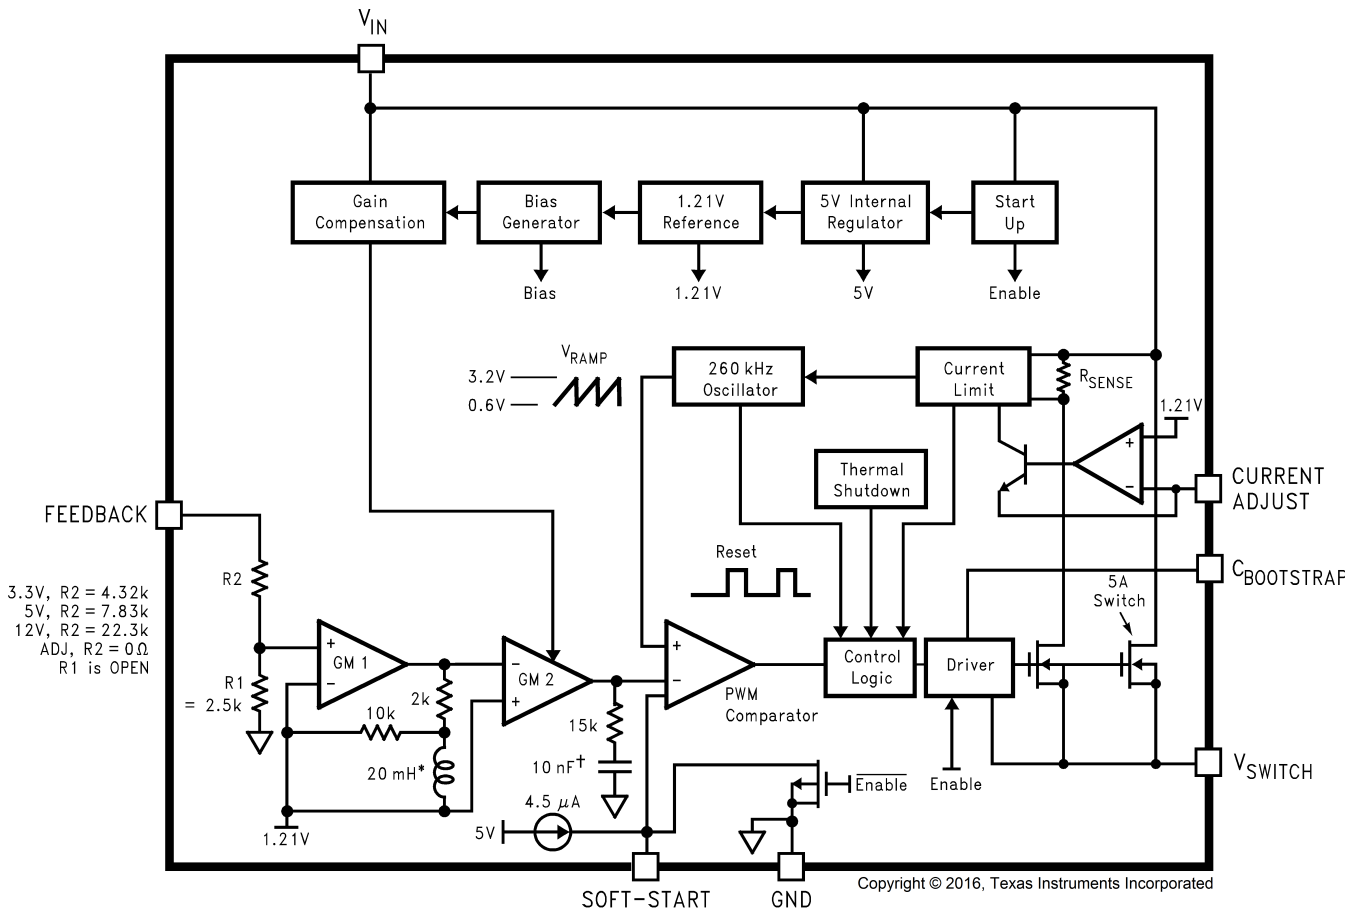 VIN
Gain
Compensation
Bias
Generator
1.21V
Reference
5V Internal
Regulator
Start
Up
Bias
1.21V
5V
Enable
VRAMP
3.2V
0.6V
260 kHz
Oscillator
Current
Limit
RSENSE
1.21V
Thermal
Shutdown
CURRENT
ADJUST
FEEDBACK
Reset
CBOOTSTRAP
5A
Switch
R2
3.3V, R2 = 4.32k
5V, R2 = 7.83k
12V, R2 = 22.3k
ADJ, R2 = 0Ω
R1 is OPEN
+
GM 1
−
−
GM 2
+
+
−
PWM
Comparator
Control
Logic
Driver
+
−
R1
= 2.5k
2k
10k
15k
20 mH*
10 nF†
Enable
Enable
VSWITCH
4.5 μA
5V
1.21V
SOFT-START
GND
Copyright © 2016, Texas Instruments Incorporated